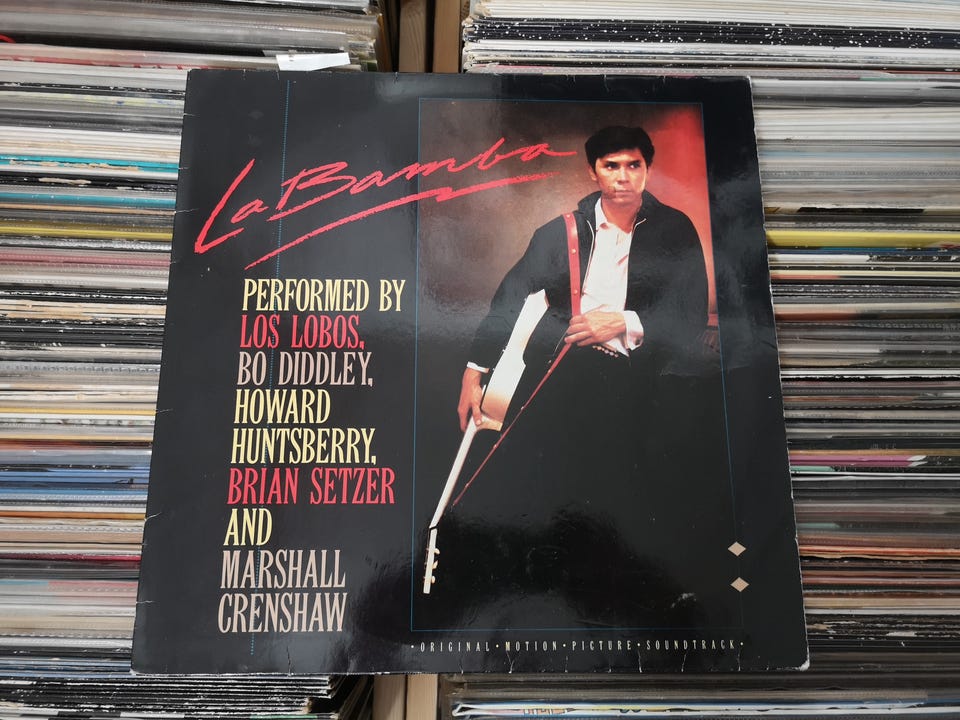 La Bamba
PERFORMED BY
LOS LOBOS,
BO DIDDLEY,
HOWARD
HUNTSBERRY,
BRIAN SETZER
AND
MARSHALL
CRENSHAW
· ORIGINAL · MOTION · PICTURE · SOUNDTRACK ·